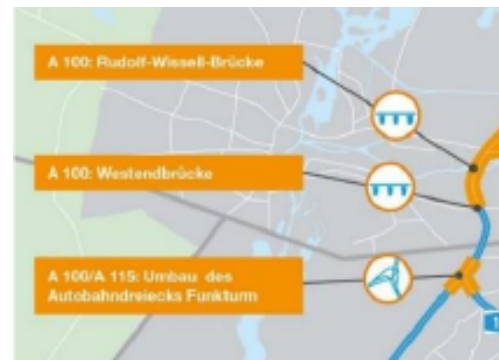 A 100: Rudolf-Wissell-Brücke
A 100: Westendbrücke
A 100/A 115: Umbau des
Autobahndreiecks Funkturm